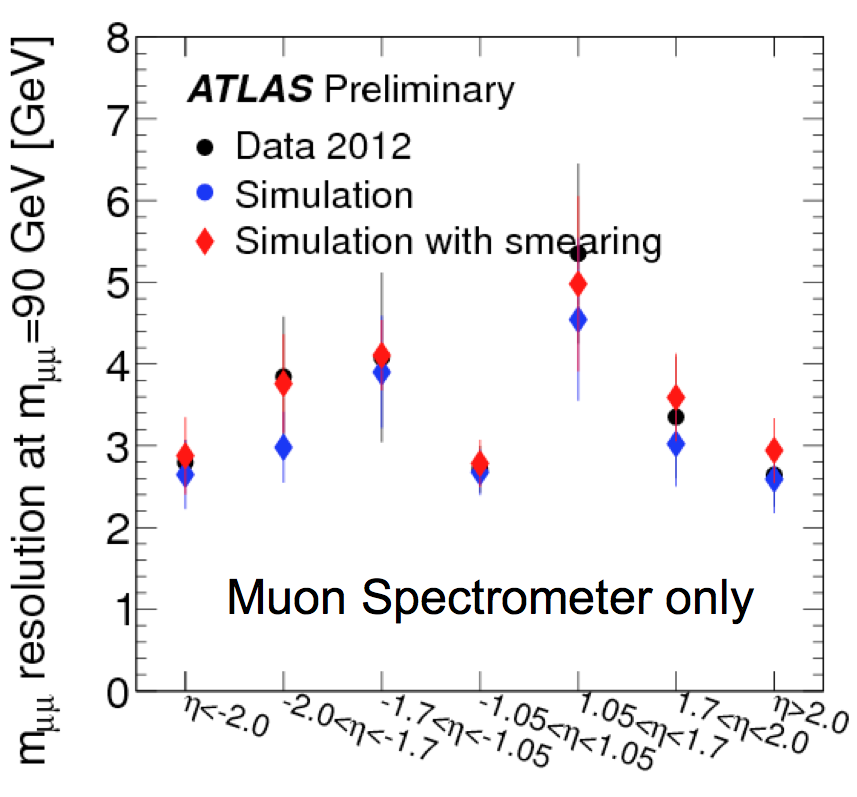 8
7
6
5
4
3
2
1
0
m_μμ resolution at m_μμ=90 GeV [GeV]
ATLAS Preliminary
Data 2012
Simulation
Simulation with smearing
Muon Spectrometer only
η<-2.0
-2.0<η<-1.7
-1.7<η<-1.05
-1.05<η<1.05
1.05<η<1.7
1.7<η<2.0
η>2.0